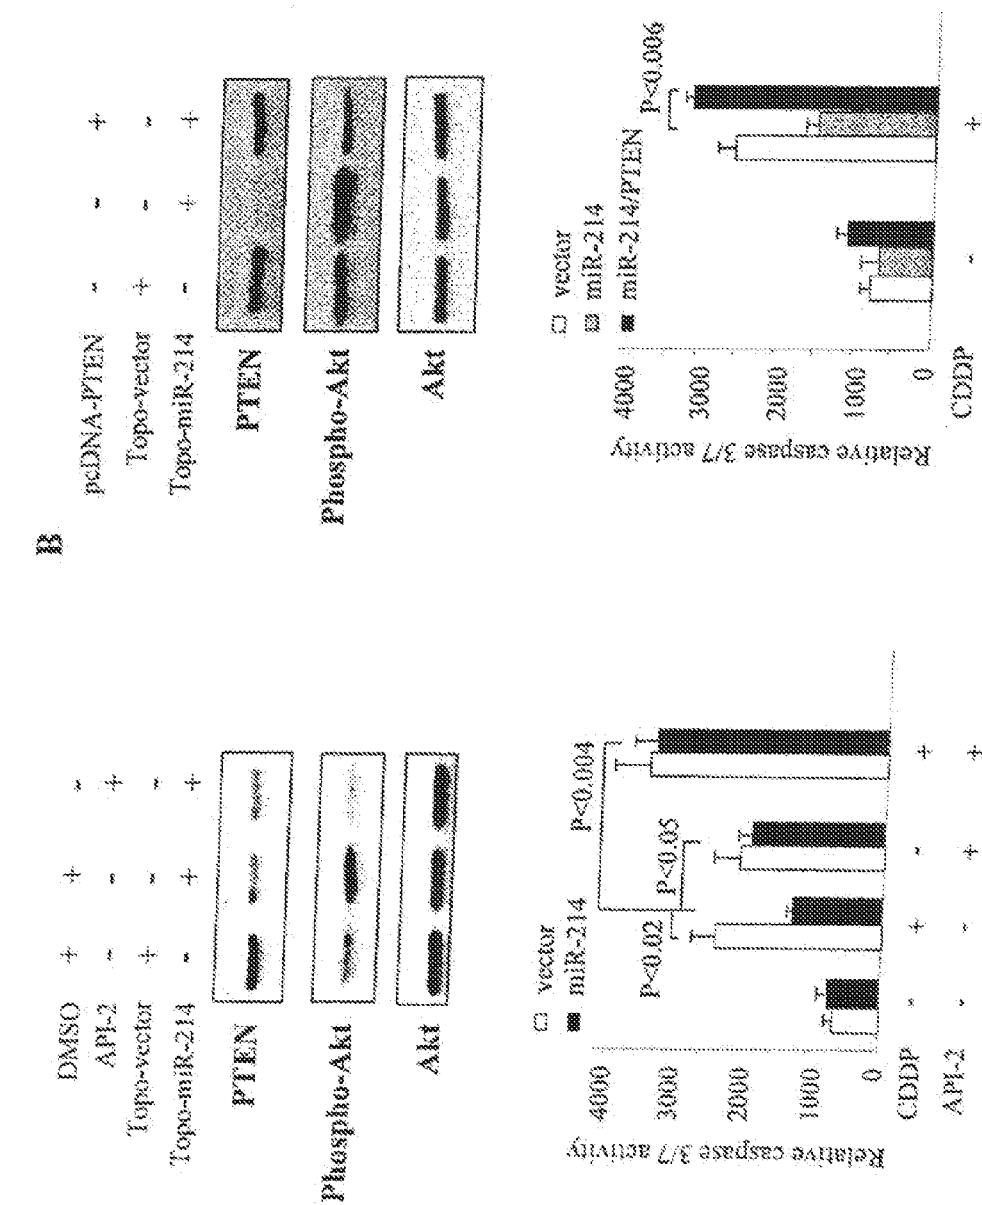 DMSO + + -
API-2 - - +
Topo-vector + - -
Topo-miR-214 - + +
PTEN
Phospho-Akt
Akt
vector
miR-214
P<0.02
P<0.05
P<0.004
Relative caspase 3/7 activity
4000
3000
2000
1000
0
CDDP - + - +
API-2 - - + +
B
pcDNA-PTEN - - +
Topo-vector + - -
Topo-miR-214 - + +
PTEN
Phospho-Akt
Akt
vector
miR-214
miR-214/PTEN
P<0.006
Relative caspase 3/7 activity
4000
3000
2000
1000
0
CDDP - +